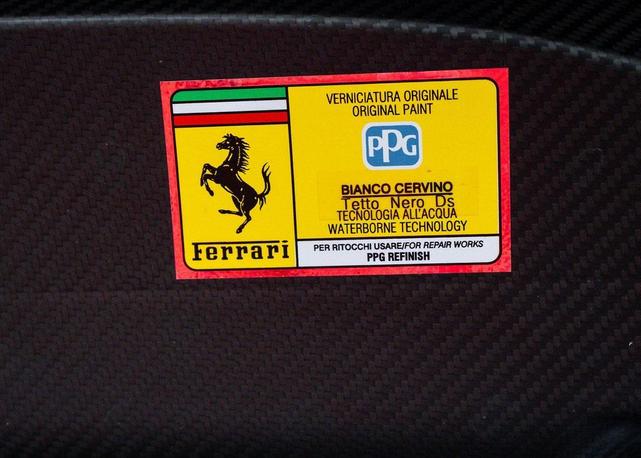 VERNICIATURA ORIGINALE
ORIGINAL PAINT
PPG
BIANCO CERVINO
Tetto Nero Ds
TECNOLOGIA ALL'ACQUA
WATERBORNE TECHNOLOGY
Ferrari
PER RITOCCHI USARE/FOR REPAIR WORKS
PPG REFINISH